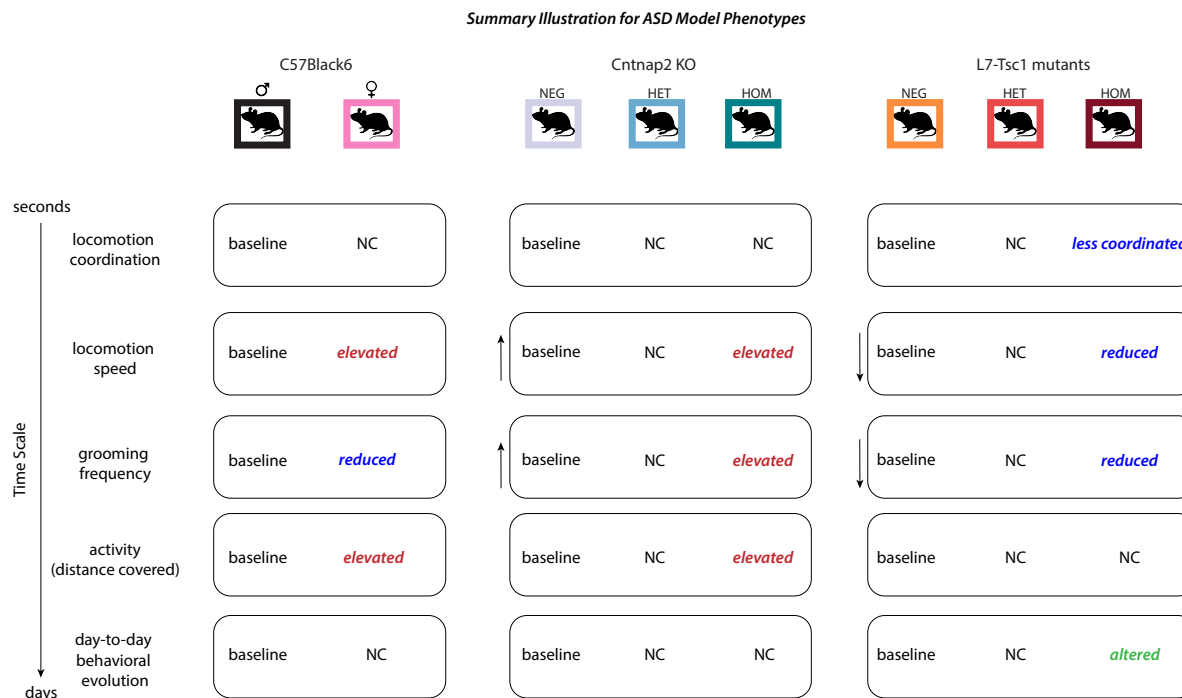 Summary Illustration for ASD Model Phenotypes
C57Black6 Cntnap2 KO L7-Tsc1 mutants
♂ ♀ NEG HET HOM NEG HET HOM
seconds
locomotion
coordination
baseline NC baseline NC NC baseline NC less coordinated
locomotion
speed
baseline elevated baseline NC elevated baseline NC reduced
Time Scale
grooming
frequency
baseline reduced baseline NC elevated baseline NC reduced
activity
(distance covered)
baseline elevated baseline NC elevated baseline NC NC
day-to-day
behavioral
evolution
baseline NC baseline NC NC baseline NC altered
days